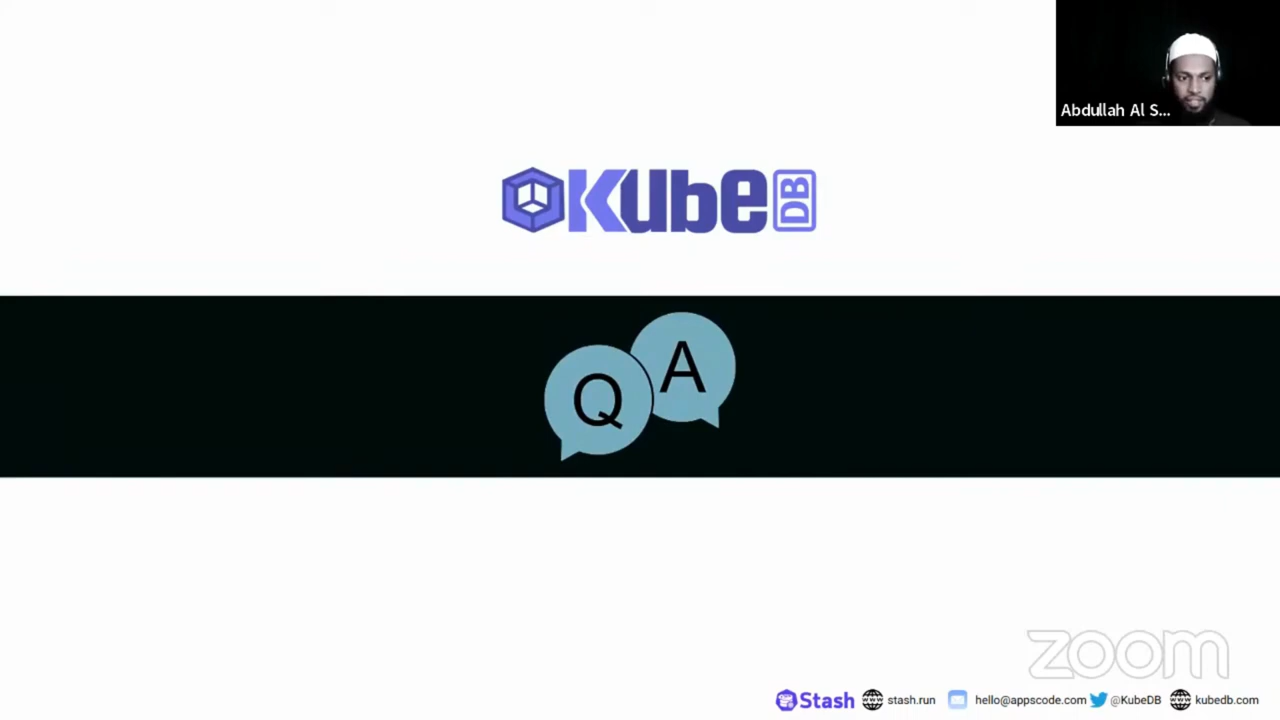 Abdullah Al S...
KubeDB
Q A
zoom
Stash stash.run hello@appscode.com @KubeDB kubedb.com